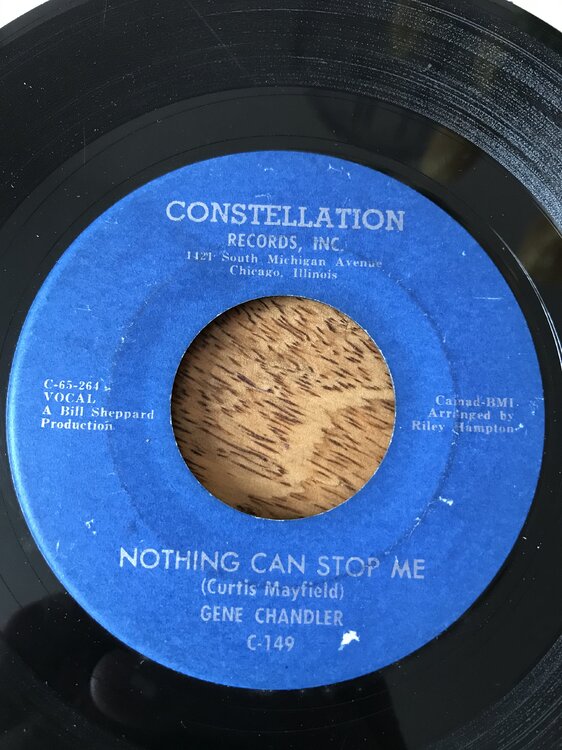 CONSTELLATION
RECORDS, INC.
1421 South Michigan Avenue
Chicago, Illinois
C-65-264
VOCAL
A Bill Sheppard
Production
Cainad-BMI
Arranged by
Riley Hampton
NOTHING CAN STOP ME
(Curtis Mayfield)
GENE CHANDLER
C-149